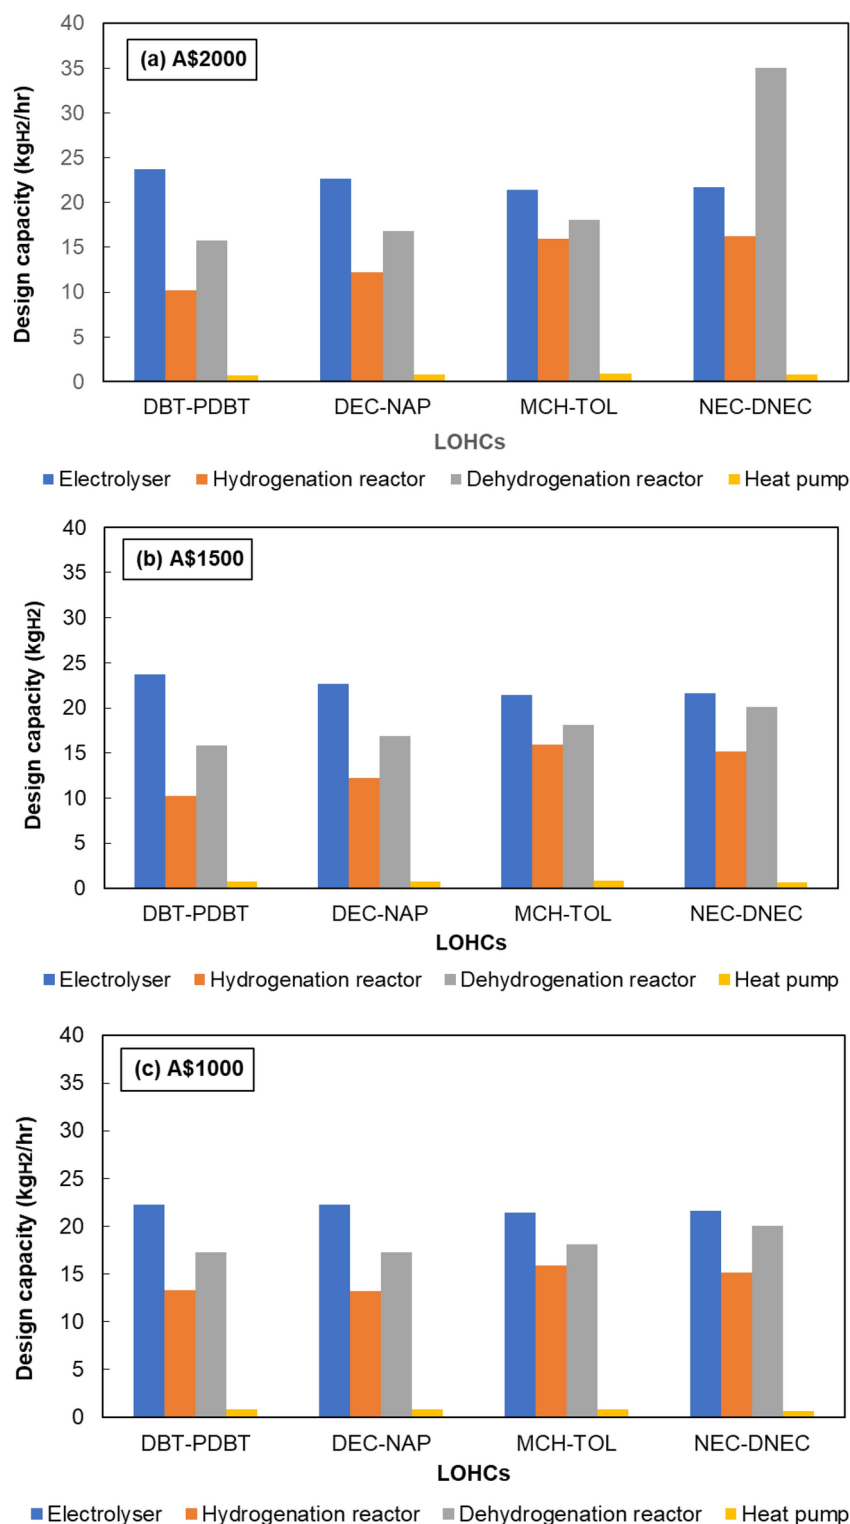 (a) A$2000
Design capacity (kgH2/hr)
40
35
30
25
20
15
10
5
0
DBT-PDBT DEC-NAP MCH-TOL NEC-DNEC
LOHCs
Electrolyser Hydrogenation reactor Dehydrogenation reactor Heat pump
(b) A$1500
Design capacity (kgH2)
40
35
30
25
20
15
10
5
0
DBT-PDBT DEC-NAP MCH-TOL NEC-DNEC
LOHCs
Electrolyser Hydrogenation reactor Dehydrogenation reactor Heat pump
(c) A$1000
Design capacity (kgH2/hr)
40
35
30
25
20
15
10
5
0
DBT-PDBT DEC-NAP MCH-TOL NEC-DNEC
LOHCs
Electrolyser Hydrogenation reactor Dehydrogenation reactor Heat pump